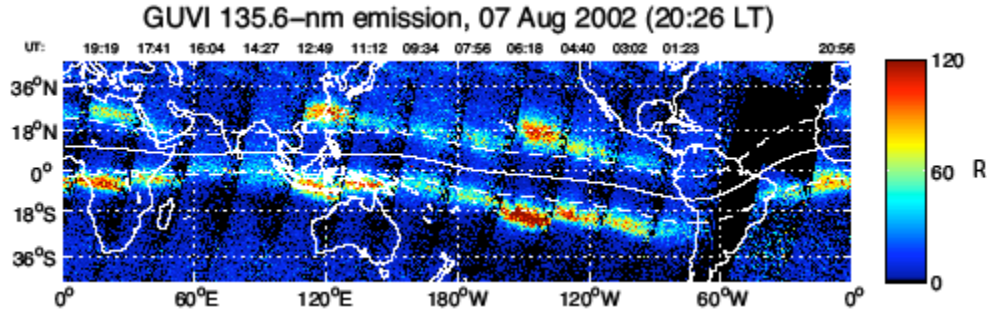 GUVI 135.6–nm emission, 07 Aug 2002 (20:26 LT)
UT: 19:19 17:41 16:04 14:27 12:49 11:12 09:34 07:56 06:18 04:40 03:02 01:23 20:56
36°N
18°N
0°
18°S
36°S
0° 60°E 120°E 180°W 120°W 60°W 0°
120
60 R
0